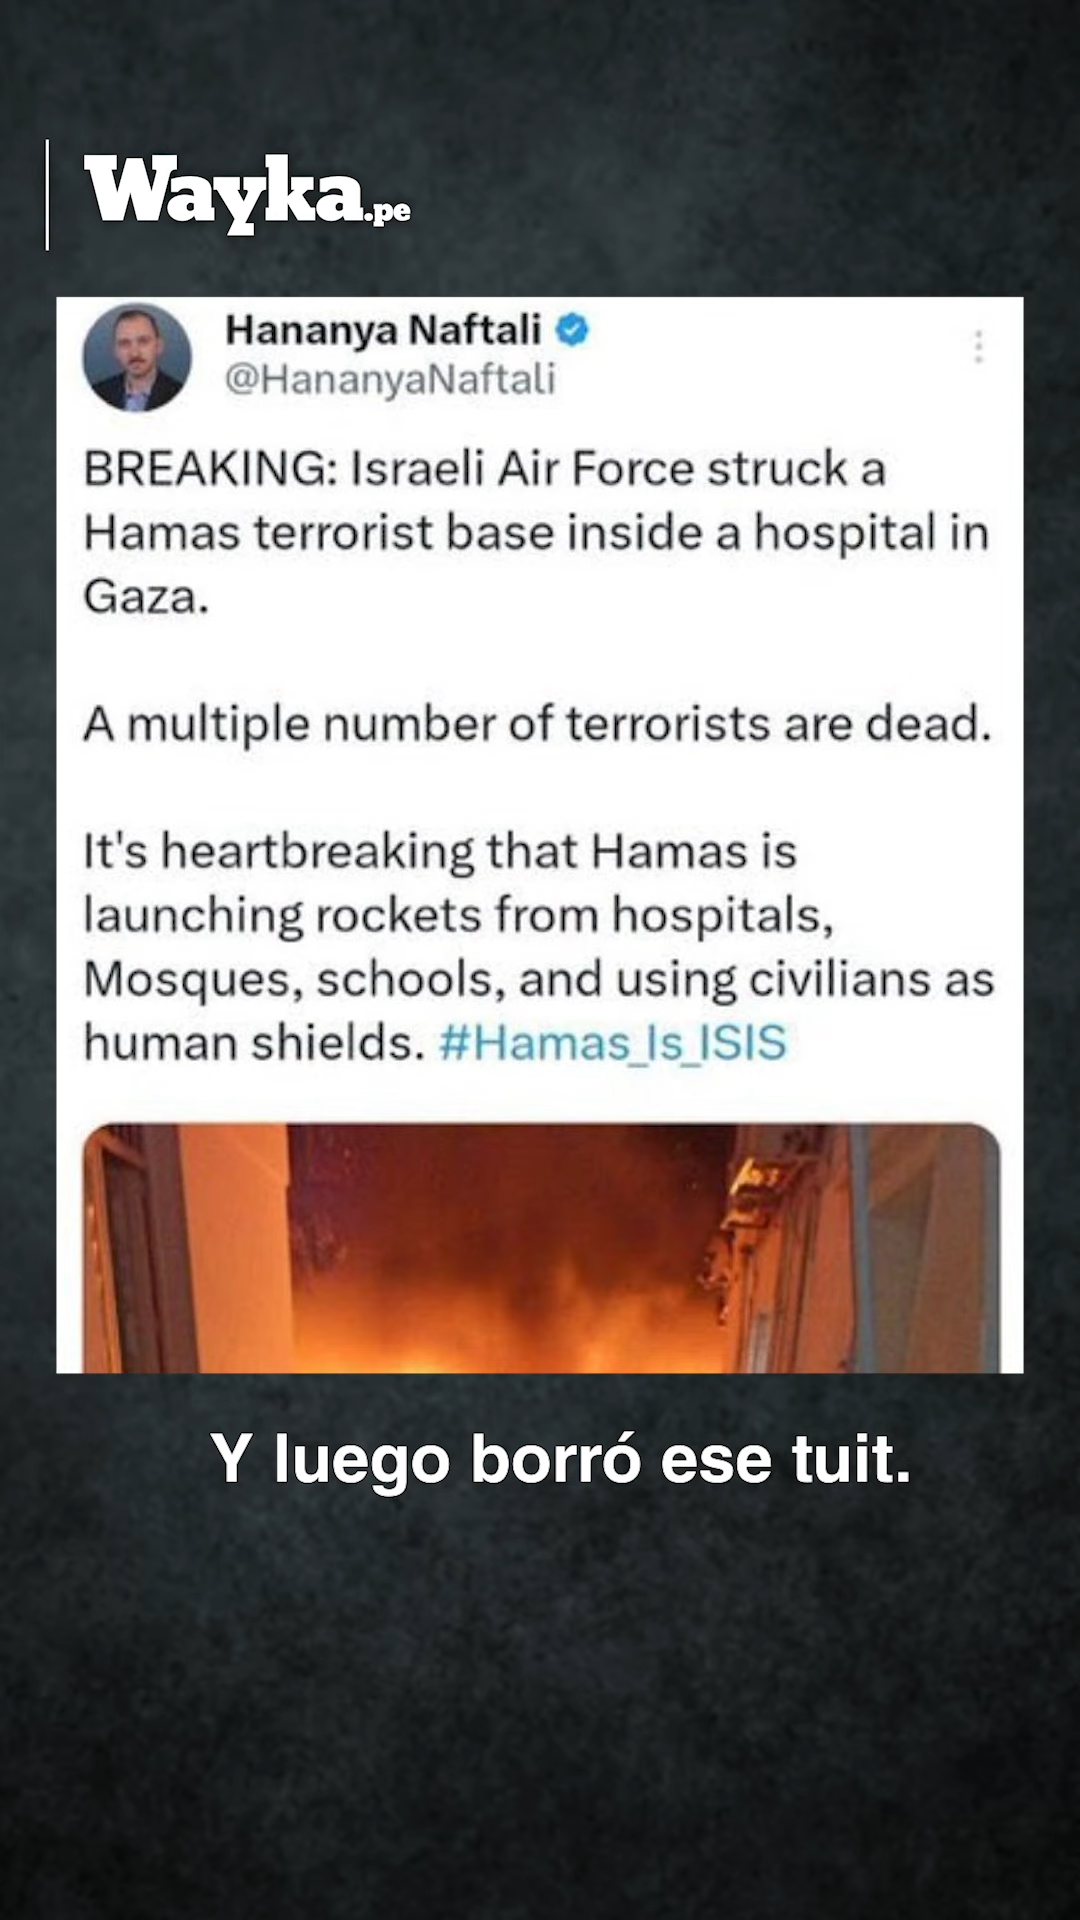 Wayka.pe
Hananya Naftali
@HananyaNaftali
BREAKING: Israeli Air Force struck a
Hamas terrorist base inside a hospital in
Gaza.
A multiple number of terrorists are dead.
It's heartbreaking that Hamas is
launching rockets from hospitals,
Mosques, schools, and using civilians as
human shields. #Hamas_Is_ISIS
Y luego borró ese tuit.